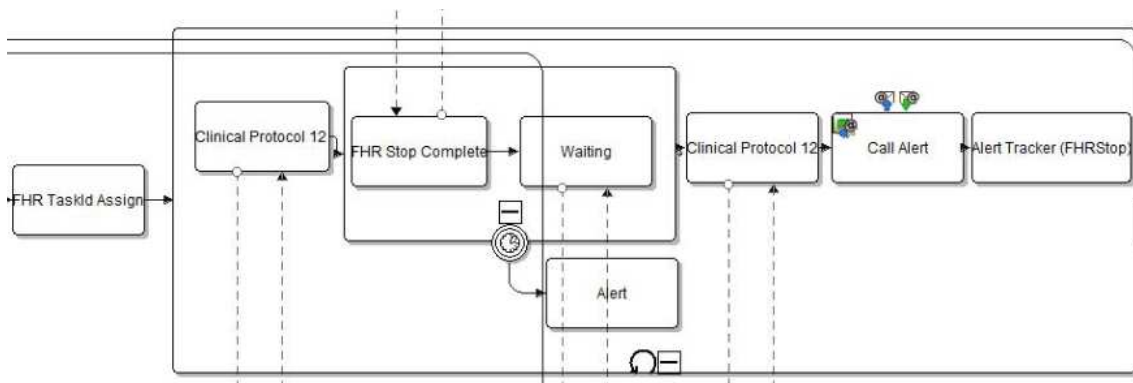 FHR TaskId Assign
Clinical Protocol 12
FHR Stop Complete
Waiting
Alert
Clinical Protocol 12
Call Alert
Alert Tracker (FHRStop)